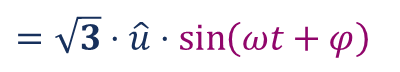 = √3 · û · sin(ωt + φ)